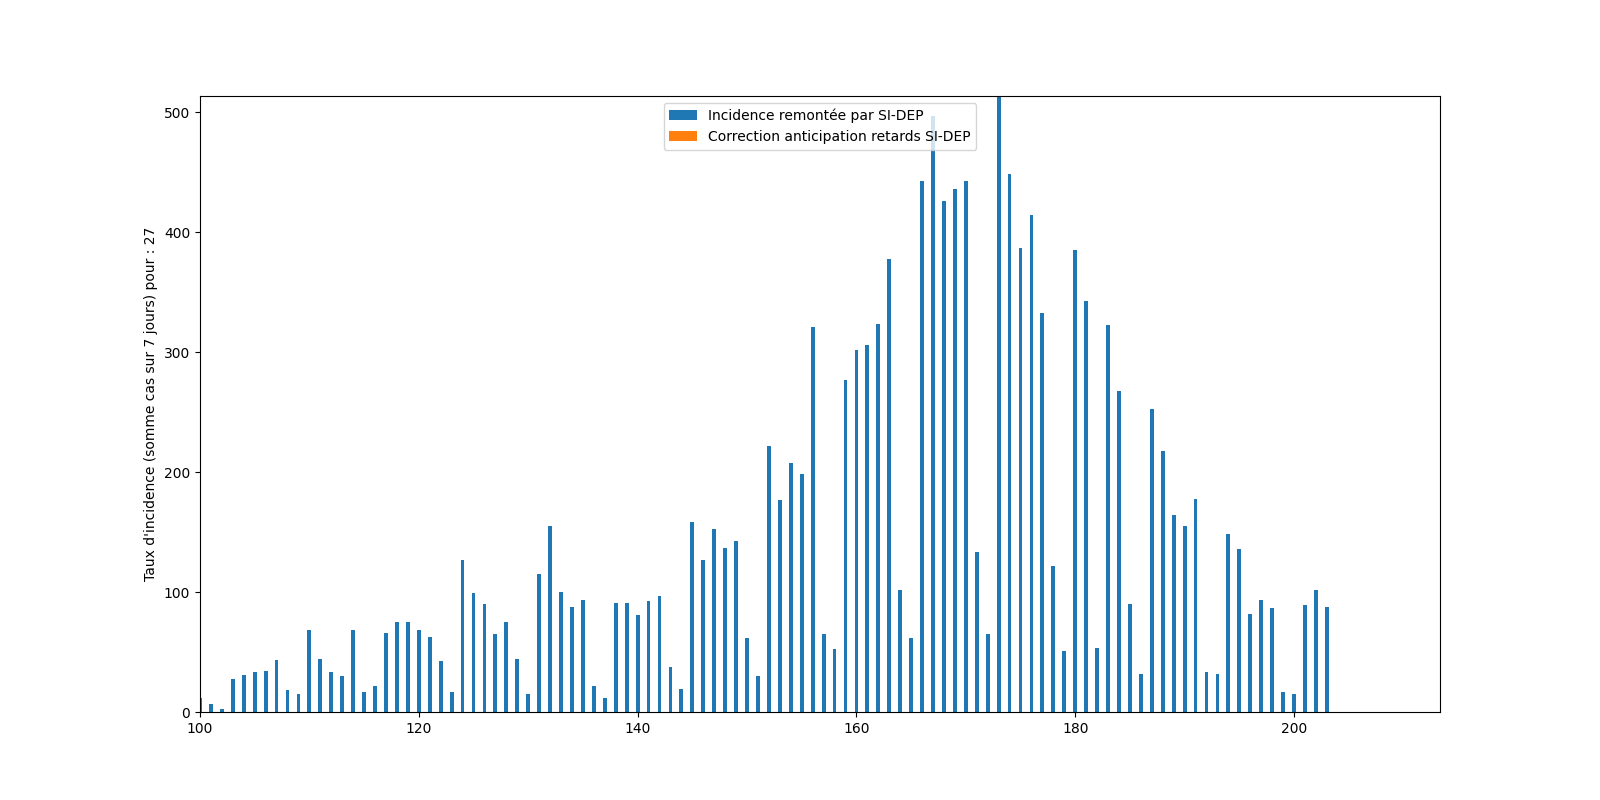 Incidence remontée par SI-DEP
Correction anticipation retards SI-DEP
Taux d'incidence (somme cas sur 7 jours) pour : 27
500
400
300
200
100
0
100 120 140 160 180 200